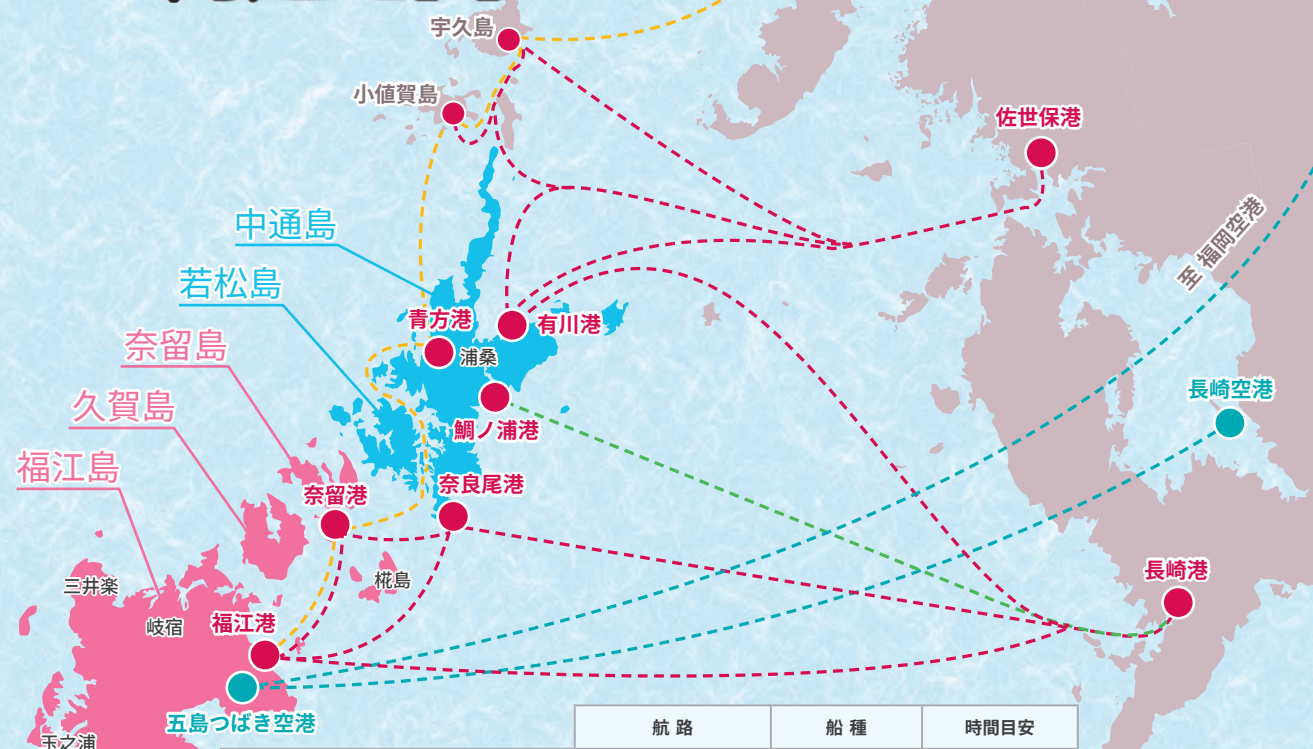 宇久島
小値賀島
佐世保港
至 福岡空港
中通島
若松島
青方港
有川港
浦桑
奈留島
久賀島
鯛ノ浦港
長崎空港
福江島
奈良尾港
奈留港
三井楽
椛島
長崎港
岐宿
福江港
五島つばき空港
玉之浦
航路
船種
時間目安